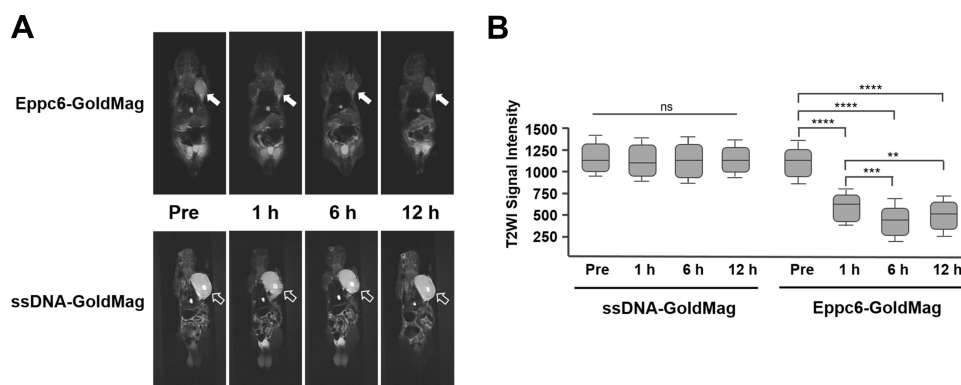 A
Eppc6-GoldMag
Pre 1 h 6 h 12 h
ssDNA-GoldMag
B
T2WI Signal Intensity
1500
1250
1000
750
500
250
ns
****
****
****
**
***
Pre 1 h 6 h 12 h Pre 1 h 6 h 12 h
ssDNA-GoldMag Eppc6-GoldMag